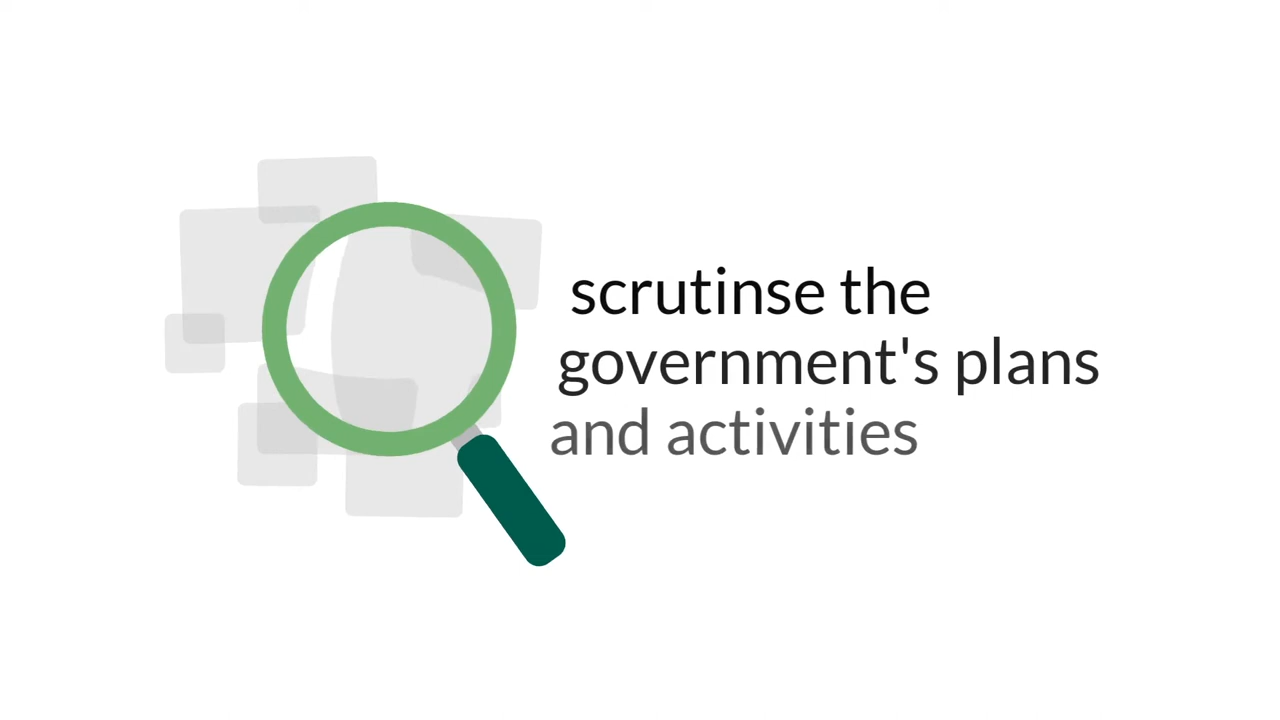 scrutinse the
government's plans
and activities